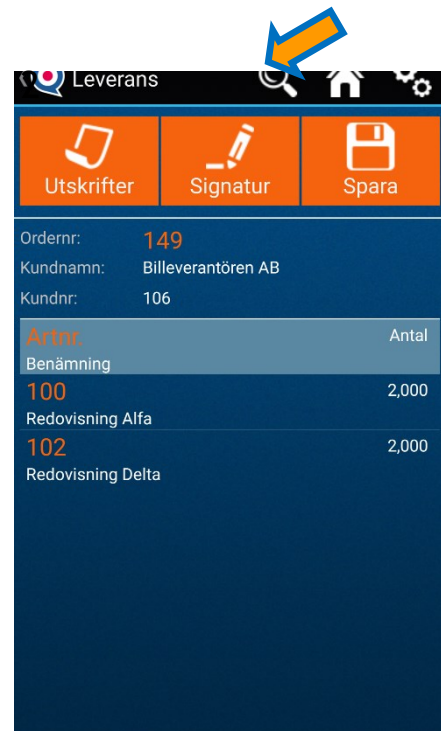 Leverans
Utskrifter Signatur Spara
Ordernr: 149
Kundnamn: Billeverantören AB
Kundnr: 106
Artnr. Antal
Benämning
100 2,000
Redovisning Alfa
102 2,000
Redovisning Delta